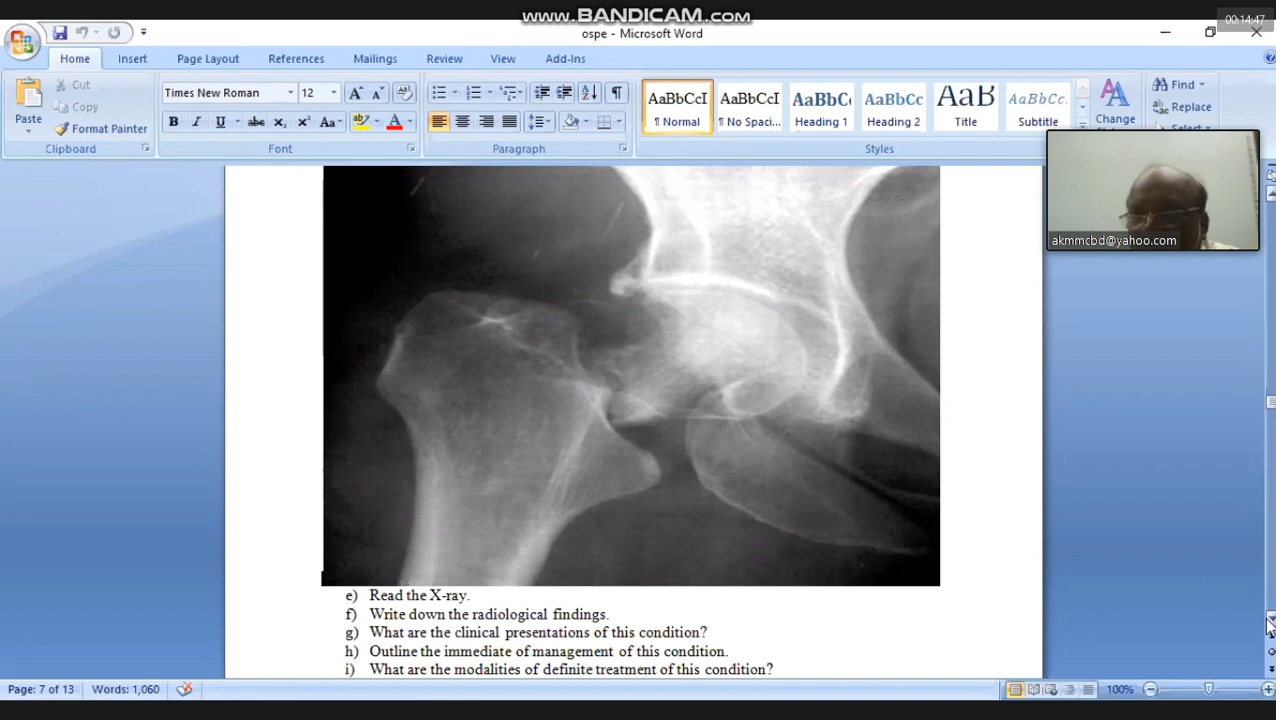 www.BANDICAM.com
00:14:47
ospe - Microsoft Word
Home Insert Page Layout References Mailings Review View Add-Ins
Paste
Cut
Copy
Format Painter
Clipboard
Times New Roman 12
B I U abc x₂ x² Aa
Font
Paragraph
AaBbCcI AaBbCcI AaBbC AaBbCc AaB AaBbCc.
¶ Normal ¶ No Spaci... Heading 1 Heading 2 Title Subtitle
Change
Styles
Find
Replace
Select
akmmcbd@yahoo.com
e) Read the X-ray.
f) Write down the radiological findings.
g) What are the clinical presentations of this condition?
h) Outline the immediate of management of this condition.
i) What are the modalities of definite treatment of this condition?
Page: 7 of 13 Words: 1,060 100%